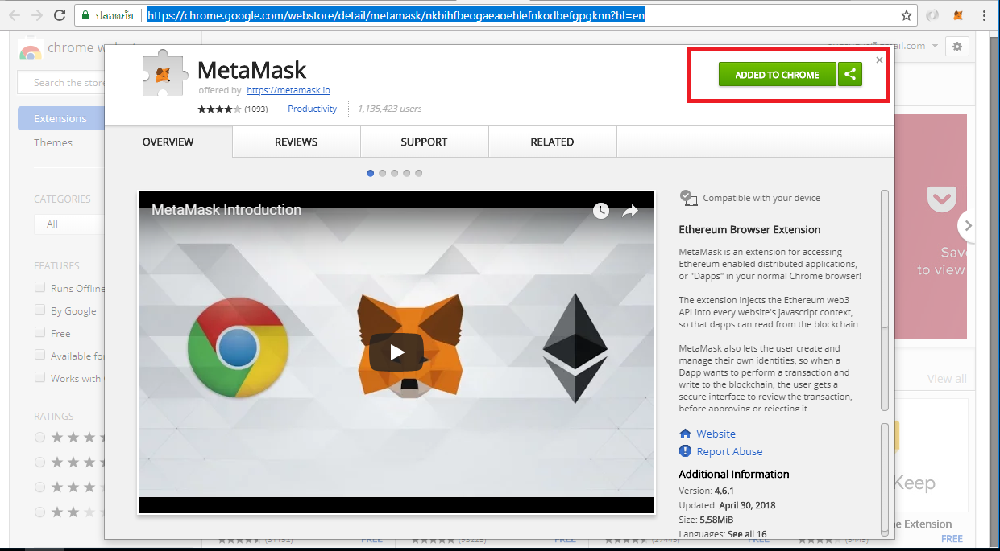 ปลอดภัย
https://chrome.google.com/webstore/detail/metamask/nkbihfbeogaeaoehlefnkodbefgpgknn?hl=en
chrome
Search the store
MetaMask
offered by https://metamask.io
(1093)
Productivity
1,135,423 users
ADDED TO CHROME
Extensions
Themes
OVERVIEW
REVIEWS
SUPPORT
RELATED
CATEGORIES
All
FEATURES
Runs Offline
By Google
Free
Available for
Works with
RATINGS
MetaMask Introduction
Compatible with your device
Ethereum Browser Extension
MetaMask is an extension for accessing
Ethereum enabled distributed applications,
or "Dapps" in your normal Chrome browser!
The extension injects the Ethereum web3
API into every website's javascript context,
so that dapps can read from the blockchain.
MetaMask also lets the user create and
manage their own identities, so when a
Dapp wants to perform a transaction and
write to the blockchain, the user gets a
secure interface to review the transaction,
before approving or rejecting it
Website
Report Abuse
Additional Information
Version: 4.6.1
Updated: April 30, 2018
Size: 5.58MiB
Languages: See all 16
to view
View all
Keep
Extension
FREE
FREE
FREE
FREE